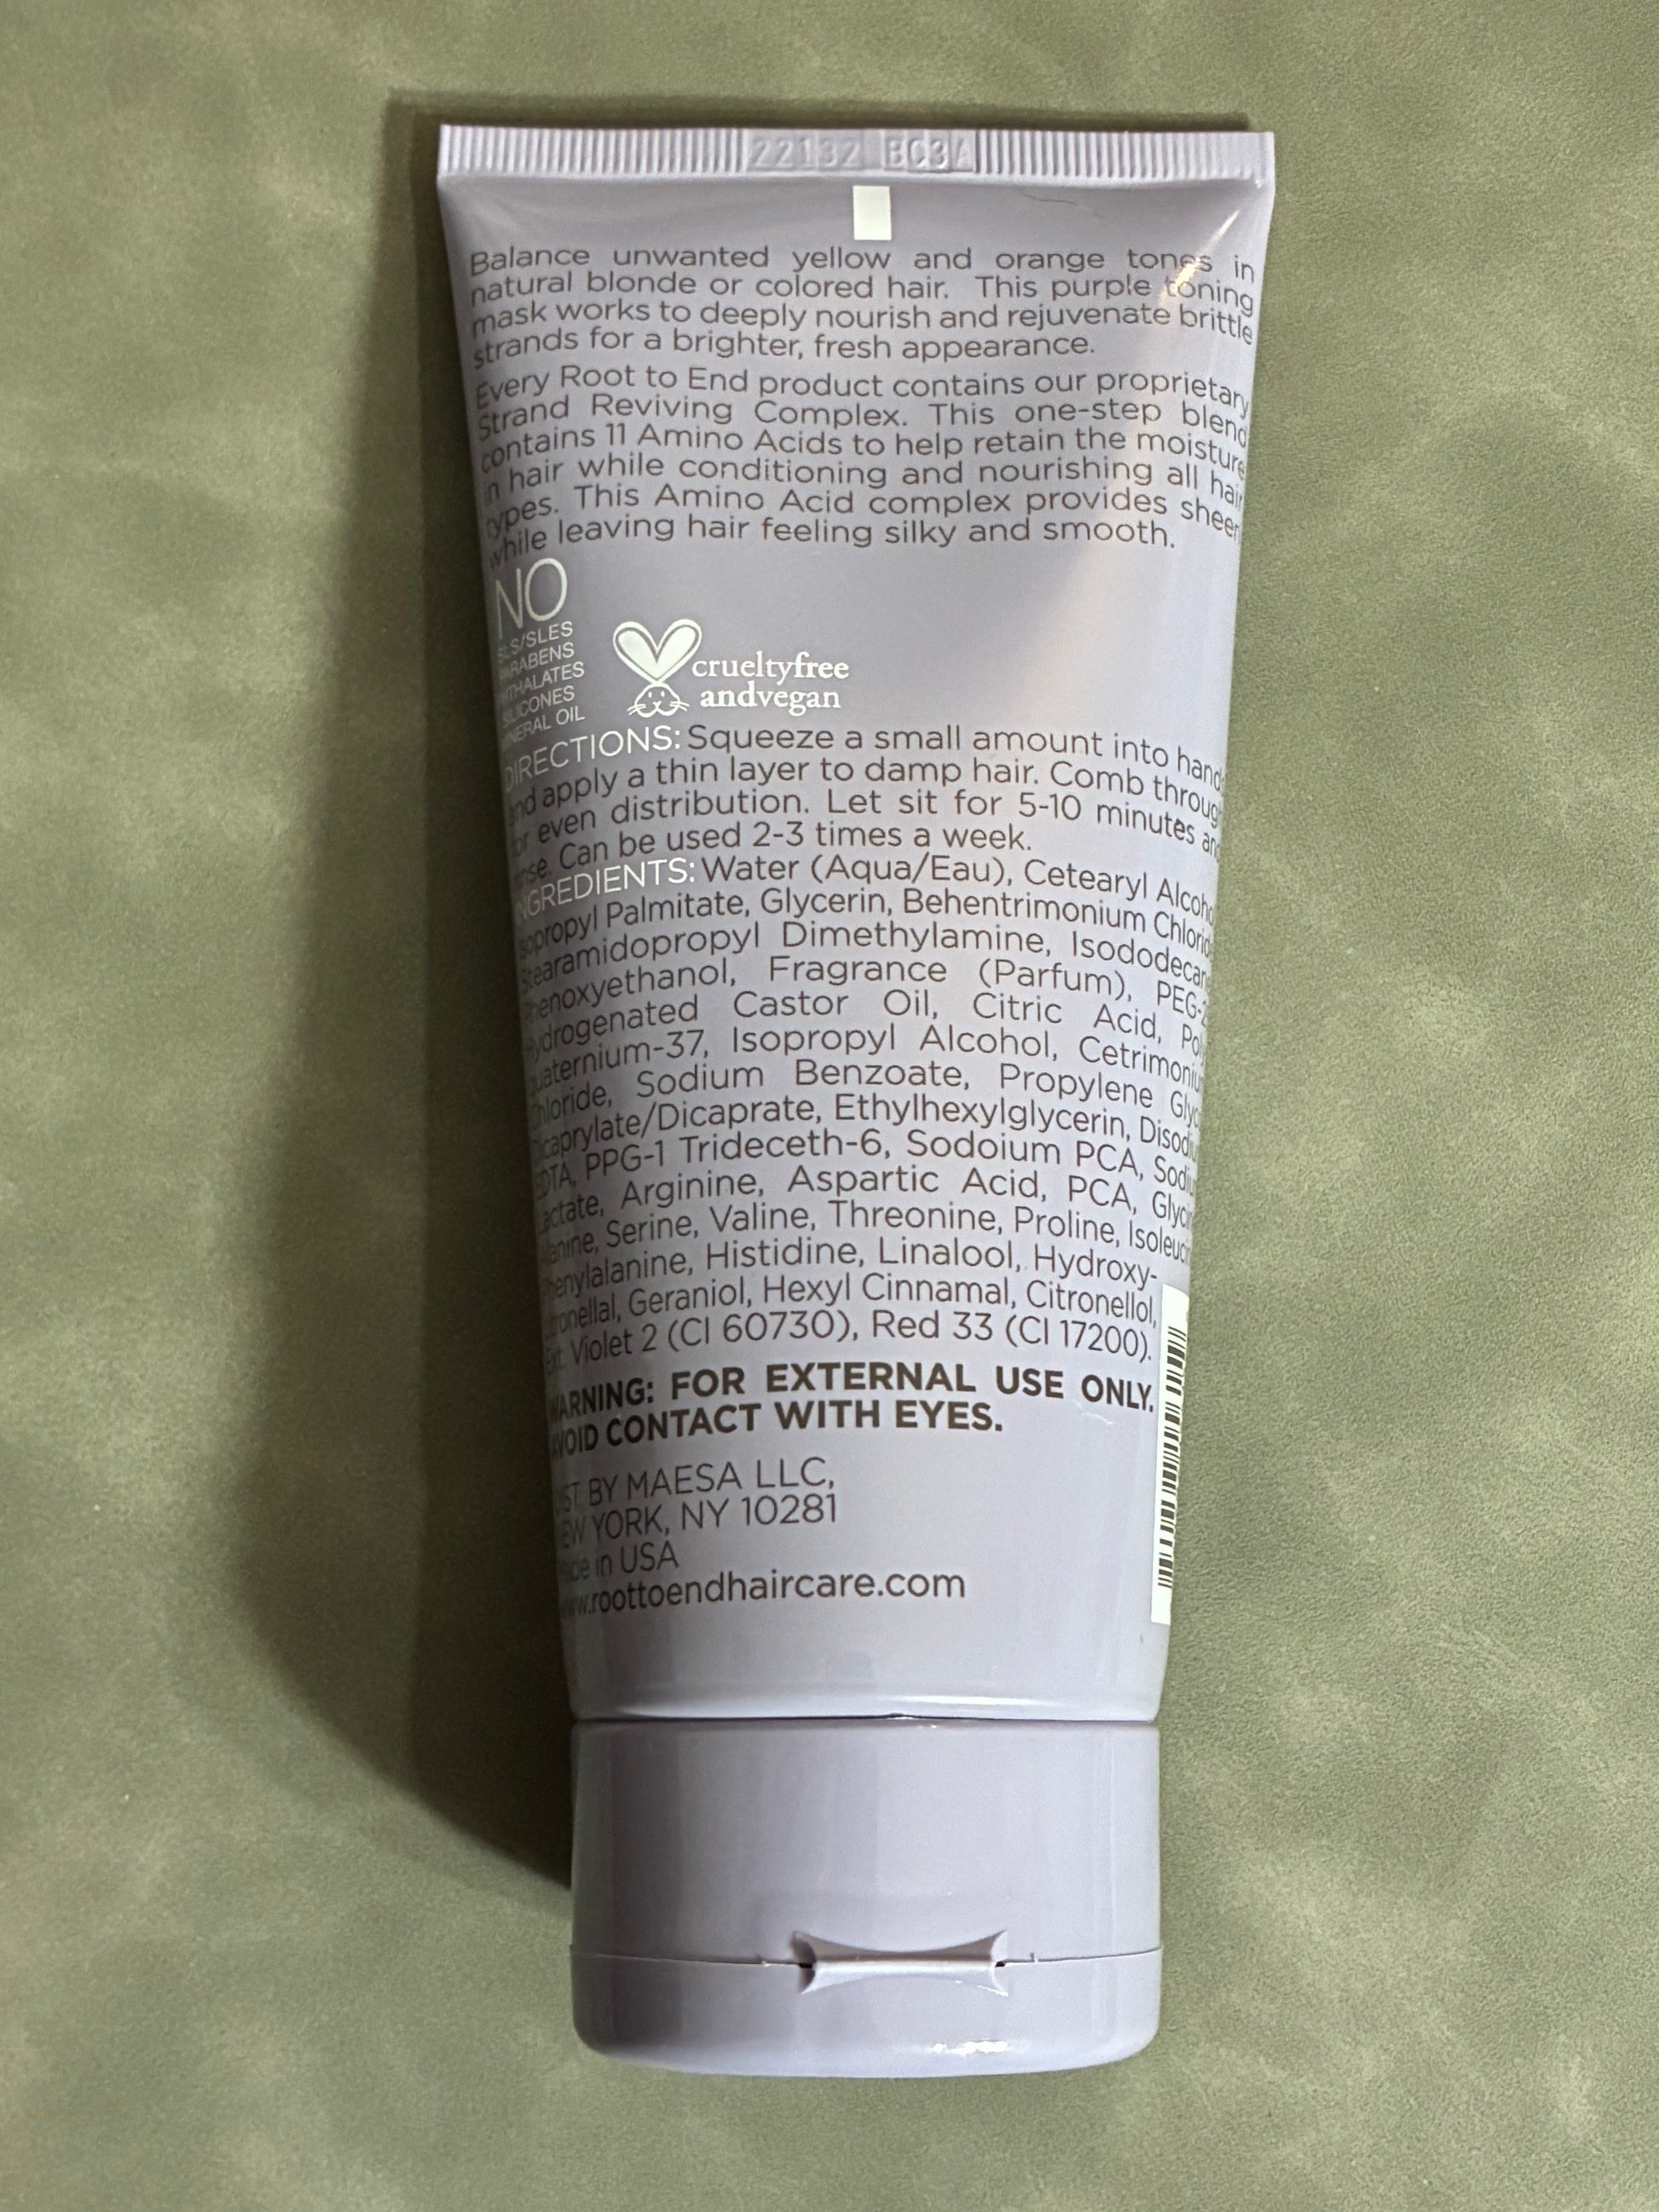 22132 BC3A
Balance unwanted yellow and orange tones in
natural blonde or colored hair. This purple toning
mask works to deeply nourish and rejuvenate brittle
strands for a brighter, fresh appearance.
Every Root to End product contains our proprietary
Strand Reviving Complex. This one-step blend
contains 11 Amino Acids to help retain the moisture
in hair while conditioning and nourishing all hair
types. This Amino Acid complex provides sheer
while leaving hair feeling silky and smooth.
NO
SLS/SLES
PARABENS
PHTHALATES
SILICONES
MINERAL OIL
crueltyfree
andvegan
DIRECTIONS: Squeeze a small amount into hands
and apply a thin layer to damp hair. Comb through
for even distribution. Let sit for 5-10 minutes and
rinse. Can be used 2-3 times a week.
INGREDIENTS: Water (Aqua/Eau), Cetearyl Alcohol,
Isopropyl Palmitate, Glycerin, Behentrimonium Chloride,
Stearamidopropyl Dimethylamine, Isododecane,
Phenoxyethanol, Fragrance (Parfum),
Hydrogenated Castor Oil, Citric Acid, Poly
quaternium-37, Isopropyl Alcohol, Cetrimonium
Chloride, Sodium Benzoate, Propylene Glycol
Dicaprylate/Dicaprate, Ethylhexylglycerin, Disodium
EDTA, PPG-1 Trideceth-6, Sodoium PCA, Sodium
Lactate, Arginine, Aspartic Acid, PCA, Glycine,
Alanine, Serine, Valine, Threonine, Proline, Isoleucine,
Phenylalanine, Histidine, Linalool, Hydroxy-
citronellal, Geraniol, Hexyl Cinnamal, Citronellol,
Ext. Violet 2 (CI 60730), Red 33 (CI 17200).
WARNING: FOR EXTERNAL USE ONLY.
AVOID CONTACT WITH EYES.
DIST. BY MAESA LLC,
NEW YORK, NY 10281
Made in USA
www.roottoendhaircare.com